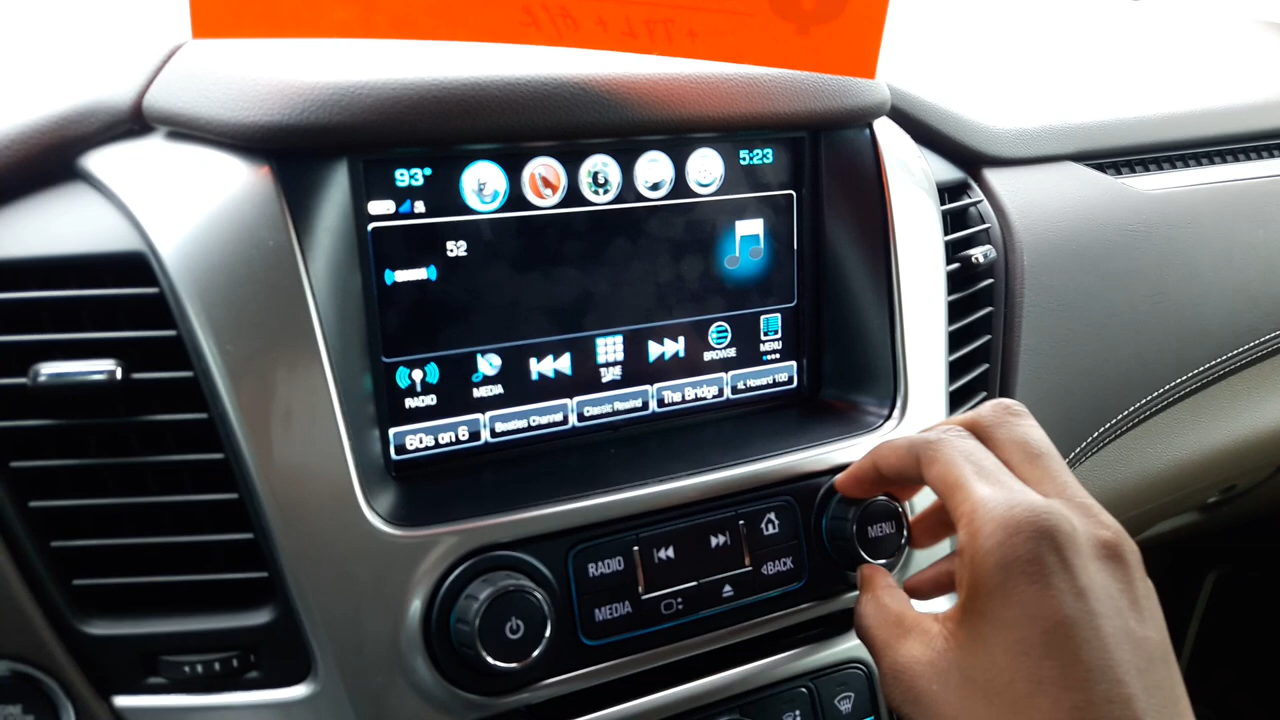 93°
5:23
52
RADIO
MEDIA
TUNE
BROWSE
MENU
60s on 6
Beatles Channel
Classic Rewind
The Bridge
xL Howard 100
RADIO
MEDIA
BACK
MENU